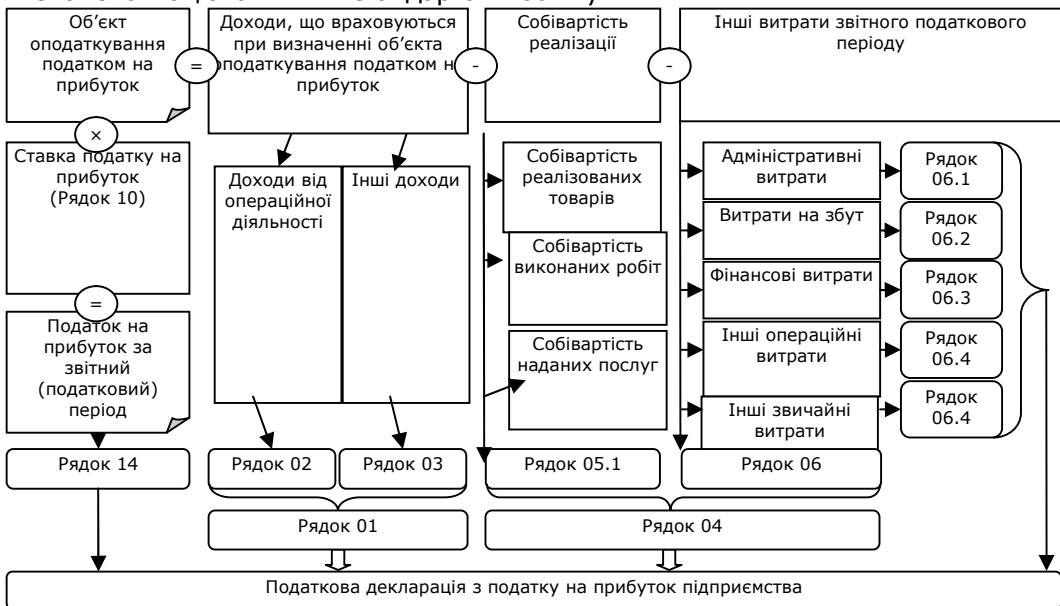 Об’єкт
оподаткування
податком на
прибуток
=
Доходи, що враховуються
при визначенні об’єкта
оподаткування податком н
прибуток
-
Собівартість
реалізації
-
Інші витрати звітного податкового
періоду
×
Ставка податку на
прибуток
(Рядок 10)
=
Податок на
прибуток за
звітний
(податковий)
період
Доходи від
операційної
діяльності
Інші доходи
Собівартість
реалізованих
товарів
Собівартість
виконаних робіт
Собівартість
наданих послуг
Адміністративні
витрати
Рядок
06.1
Витрати на збут
Рядок
06.2
Фінансові витрати
Рядок
06.3
Інші операційні
витрати
Рядок
06.4
Інші звичайні
витрати
Рядок
06.4
Рядок 14
Рядок 02
Рядок 03
Рядок 05.1
Рядок 06
Рядок 01
Рядок 04
Податкова декларація з податку на прибуток підприємства